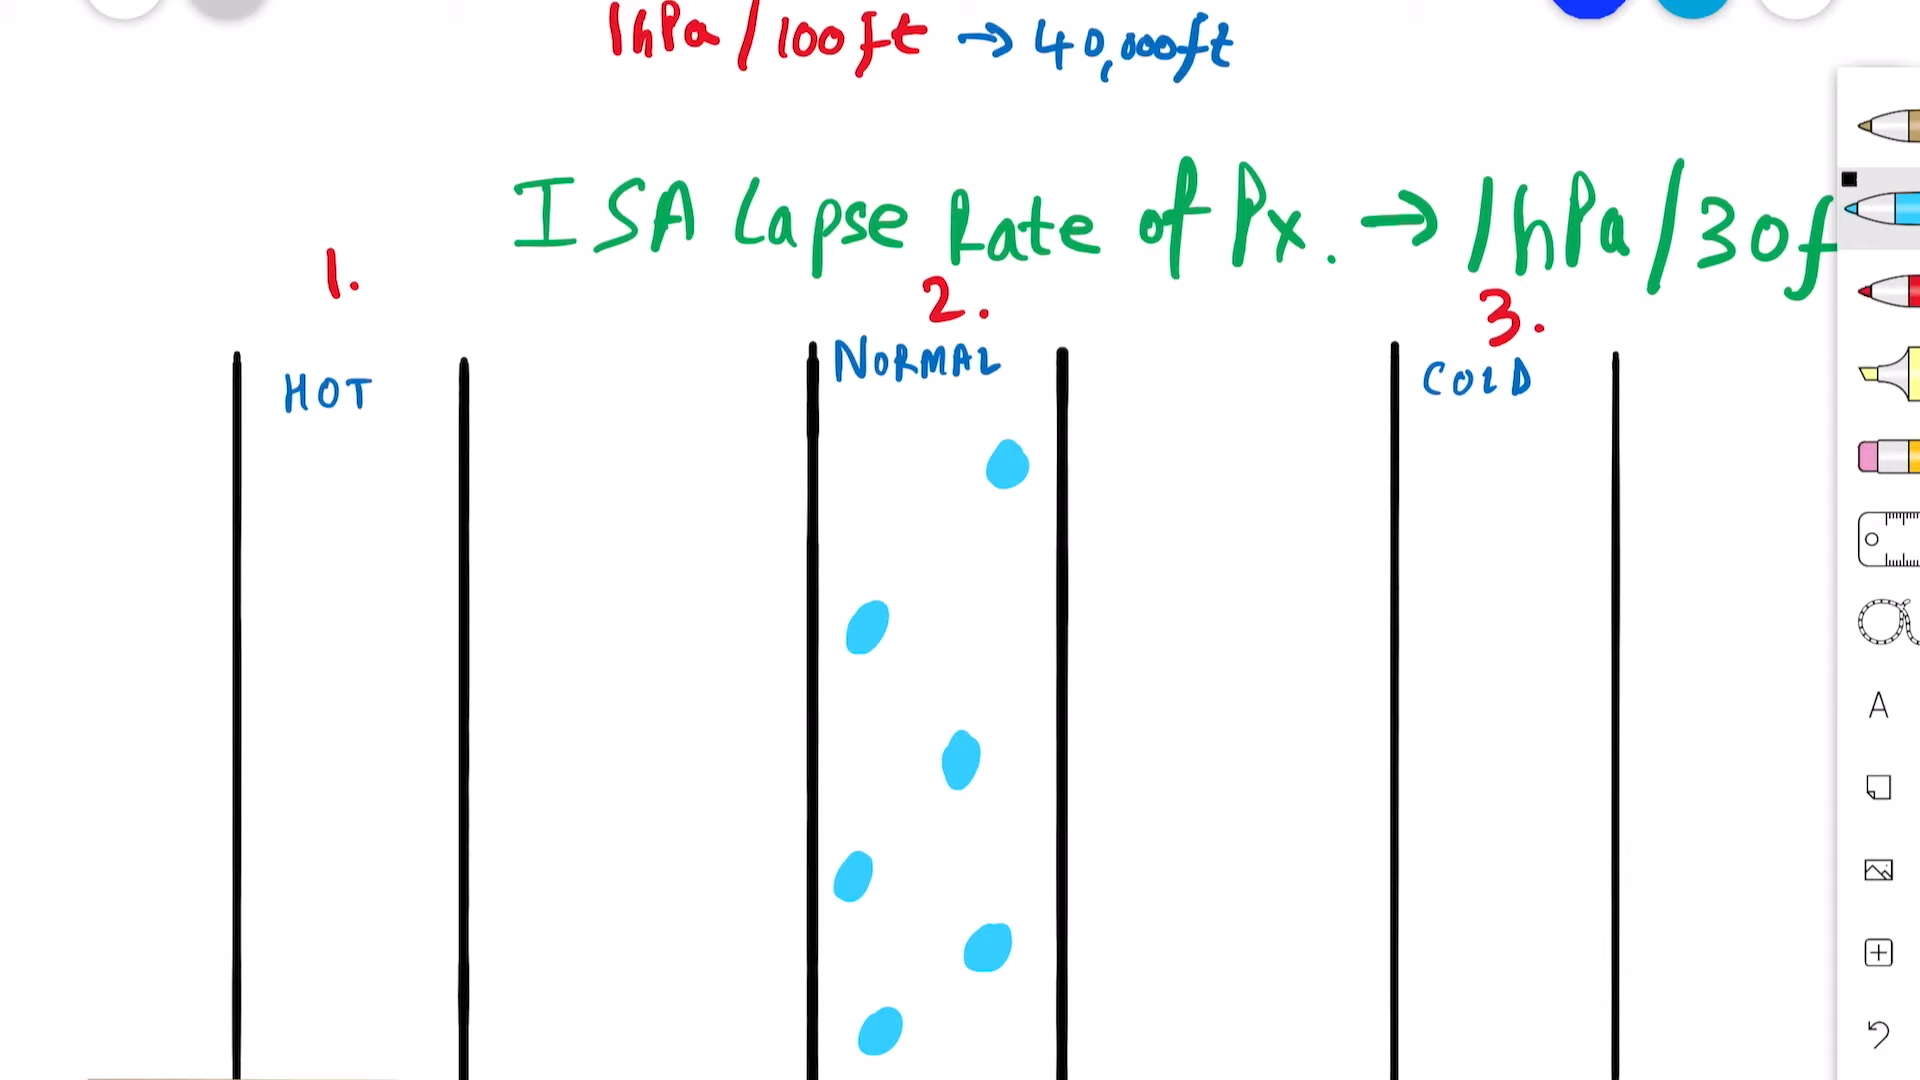 1hPa/100ft → 40,000ft
ISA Lapse Rate of Px. → 1hPa/30f
1.
2.
3.
HOT
NORMAL
COLD
A